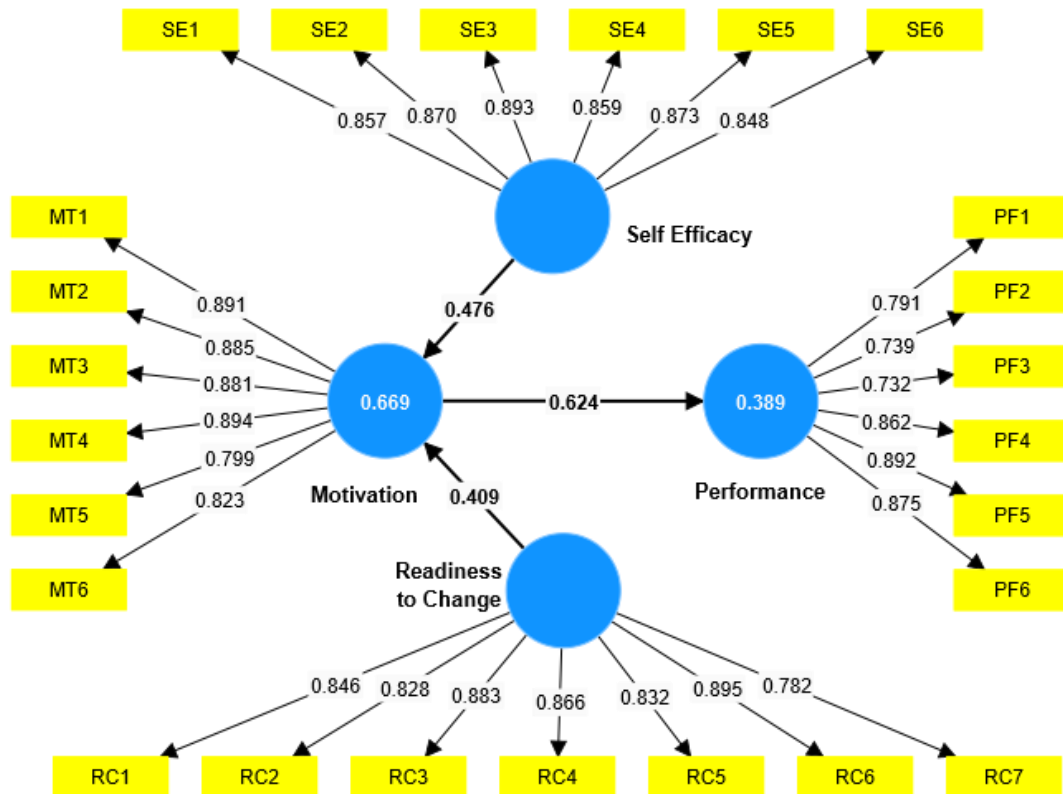 SE1 SE2 SE3 SE4 SE5 SE6
0.857 0.870 0.893 0.859 0.873 0.848
MT1
MT2
MT3
MT4
MT5
MT6
0.891
0.885
0.881
0.894
0.799
0.823
Self Efficacy
0.476
0.669
Motivation
0.624
0.409
0.389
Performance
PF1
PF2
PF3
PF4
PF5
PF6
0.791
0.739
0.732
0.862
0.892
0.875
Readiness
to Change
0.846 0.828 0.883 0.866 0.832 0.895 0.782
RC1 RC2 RC3 RC4 RC5 RC6 RC7